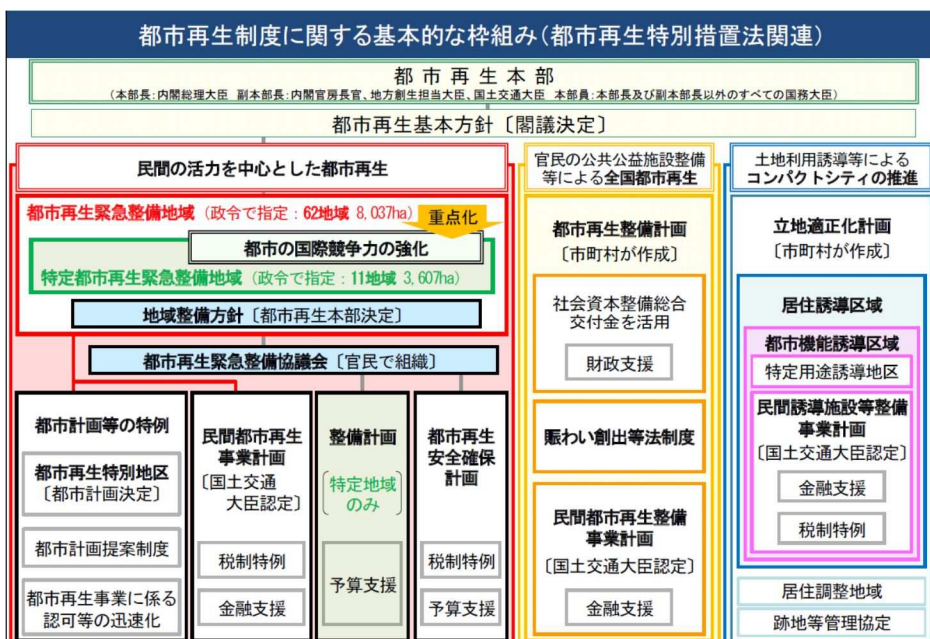 都市再生制度に関する基本的な枠組み(都市再生特別措置法関連)
都市再生本部
(本部長:内閣総理大臣 副本部長:内閣官房長官、地方創生担当大臣、国土交通大臣 本部員:本部長及び副本部長以外のすべての国務大臣)
都市再生基本方針〔閣議決定〕
民間の活力を中心とした都市再生
都市再生緊急整備地域 (政令で指定:62地域 8,037ha)
重点化
都市の国際競争力の強化
特定都市再生緊急整備地域 (政令で指定:11地域 3,607ha)
地域整備方針〔都市再生本部決定〕
都市再生緊急整備協議会〔官民で組織〕
都市計画等の特例
都市再生特別地区
〔都市計画決定〕
都市計画提案制度
都市再生事業に係る
認可等の迅速化
民間都市再生
事業計画
〔国土交通
大臣認定〕
税制特例
金融支援
整備計画
〔特定地域
のみ〕
予算支援
都市再生
安全確保
計画
税制特例
予算支援
官民の公共公益施設整備
等による全国都市再生
都市再生整備計画
〔市町村が作成〕
社会資本整備総合
交付金を活用
財政支援
賑わい創出等法制度
民間都市再生整備
事業計画
〔国土交通大臣認定〕
金融支援
土地利用誘導等による
コンパクトシティの推進
立地適正化計画
〔市町村が作成〕
居住誘導区域
都市機能誘導区域
特定用途誘導地区
民間誘導施設等整備
事業計画
〔国土交通大臣認定〕
金融支援
税制特例
居住調整地域
跡地等管理協定